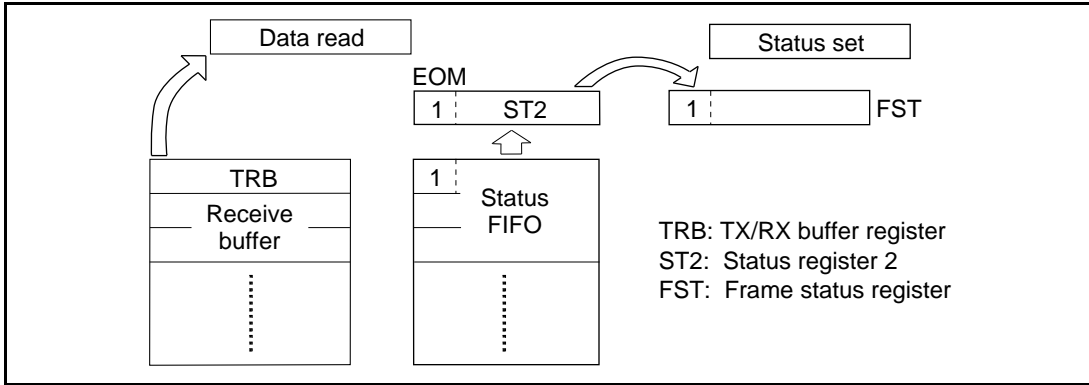 Data read
Status set
EOM
1 ST2
1 FST
TRB
1
Receive
buffer
Status
FIFO
TRB: TX/RX buffer register
ST2: Status register 2
FST: Frame status register